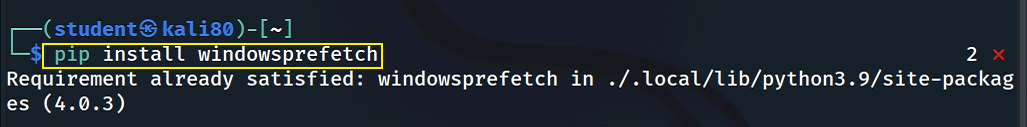 ┌──(student㉿kali80)-[~]
└─$ pip install windowsprefetch 2 ⨯
Requirement already satisfied: windowsprefetch in ./.local/lib/python3.9/site-packag
es (4.0.3)